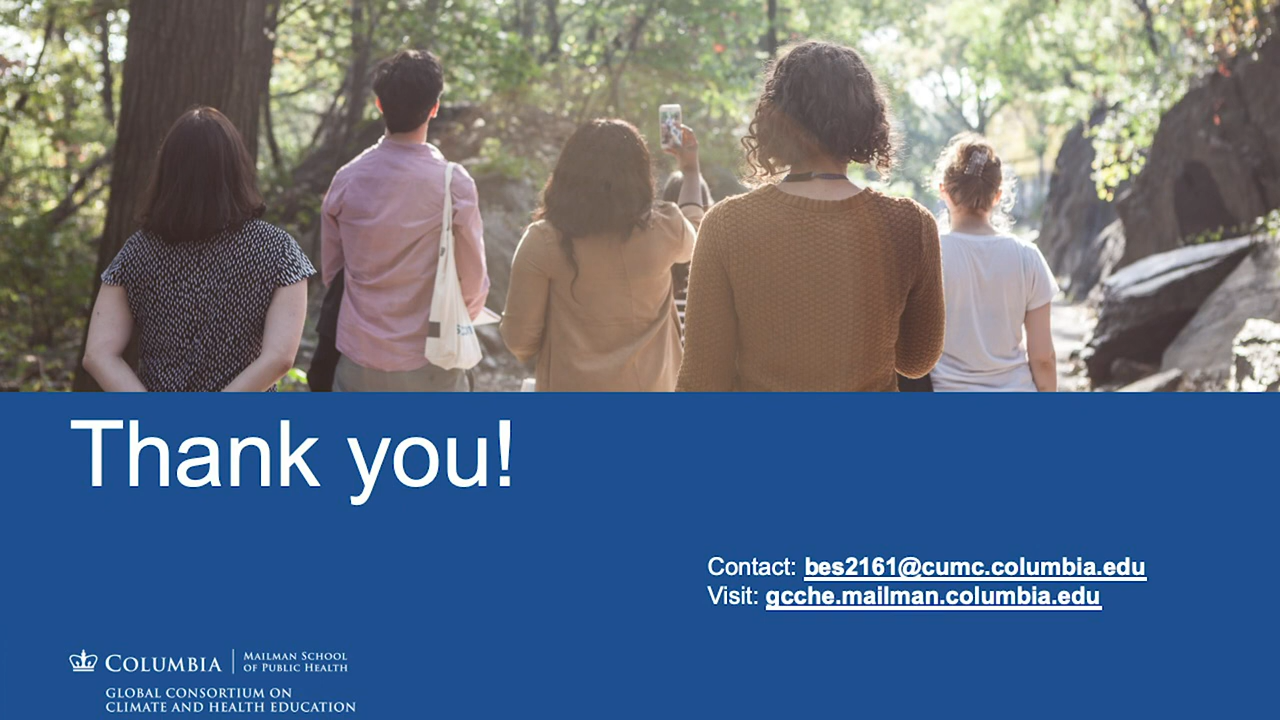 Thank you!
Contact: bes2161@cumc.columbia.edu
Visit: gcche.mailman.columbia.edu
COLUMBIA
MAILMAN SCHOOL
OF PUBLIC HEALTH
GLOBAL CONSORTIUM ON
CLIMATE AND HEALTH EDUCATION